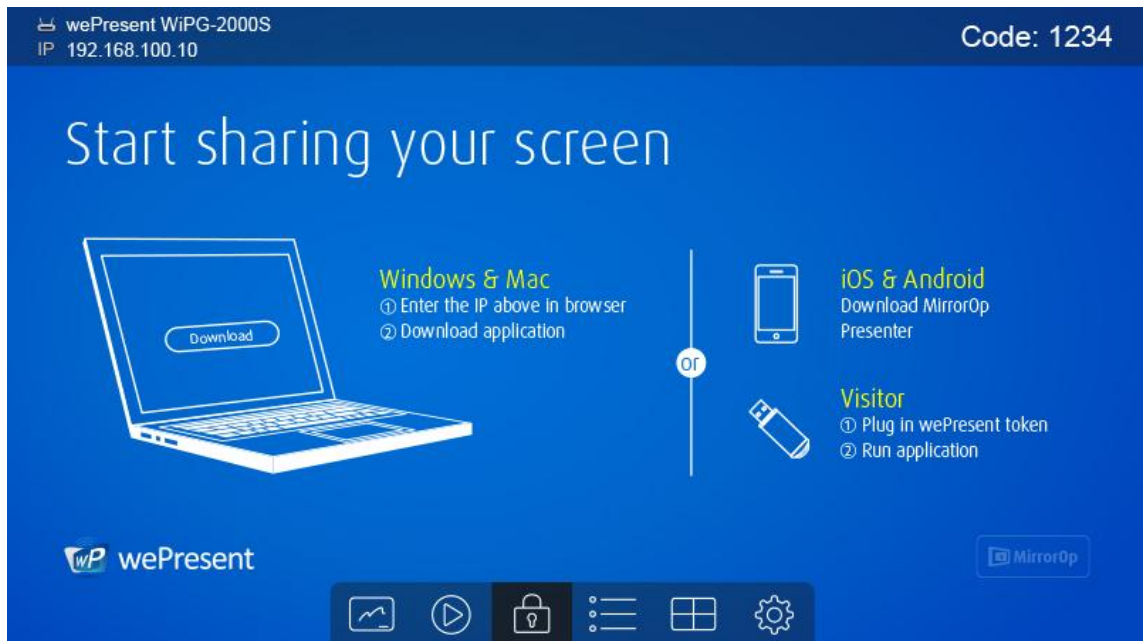 wePresent WiPG-2000S
IP 192.168.100.10
Code: 1234
Start sharing your screen
Download
Windows & Mac
① Enter the IP above in browser
② Download application
or
iOS & Android
Download MirrorOp
Presenter
Visitor
① Plug in wePresent token
② Run application
wP wePresent
MirrorOp